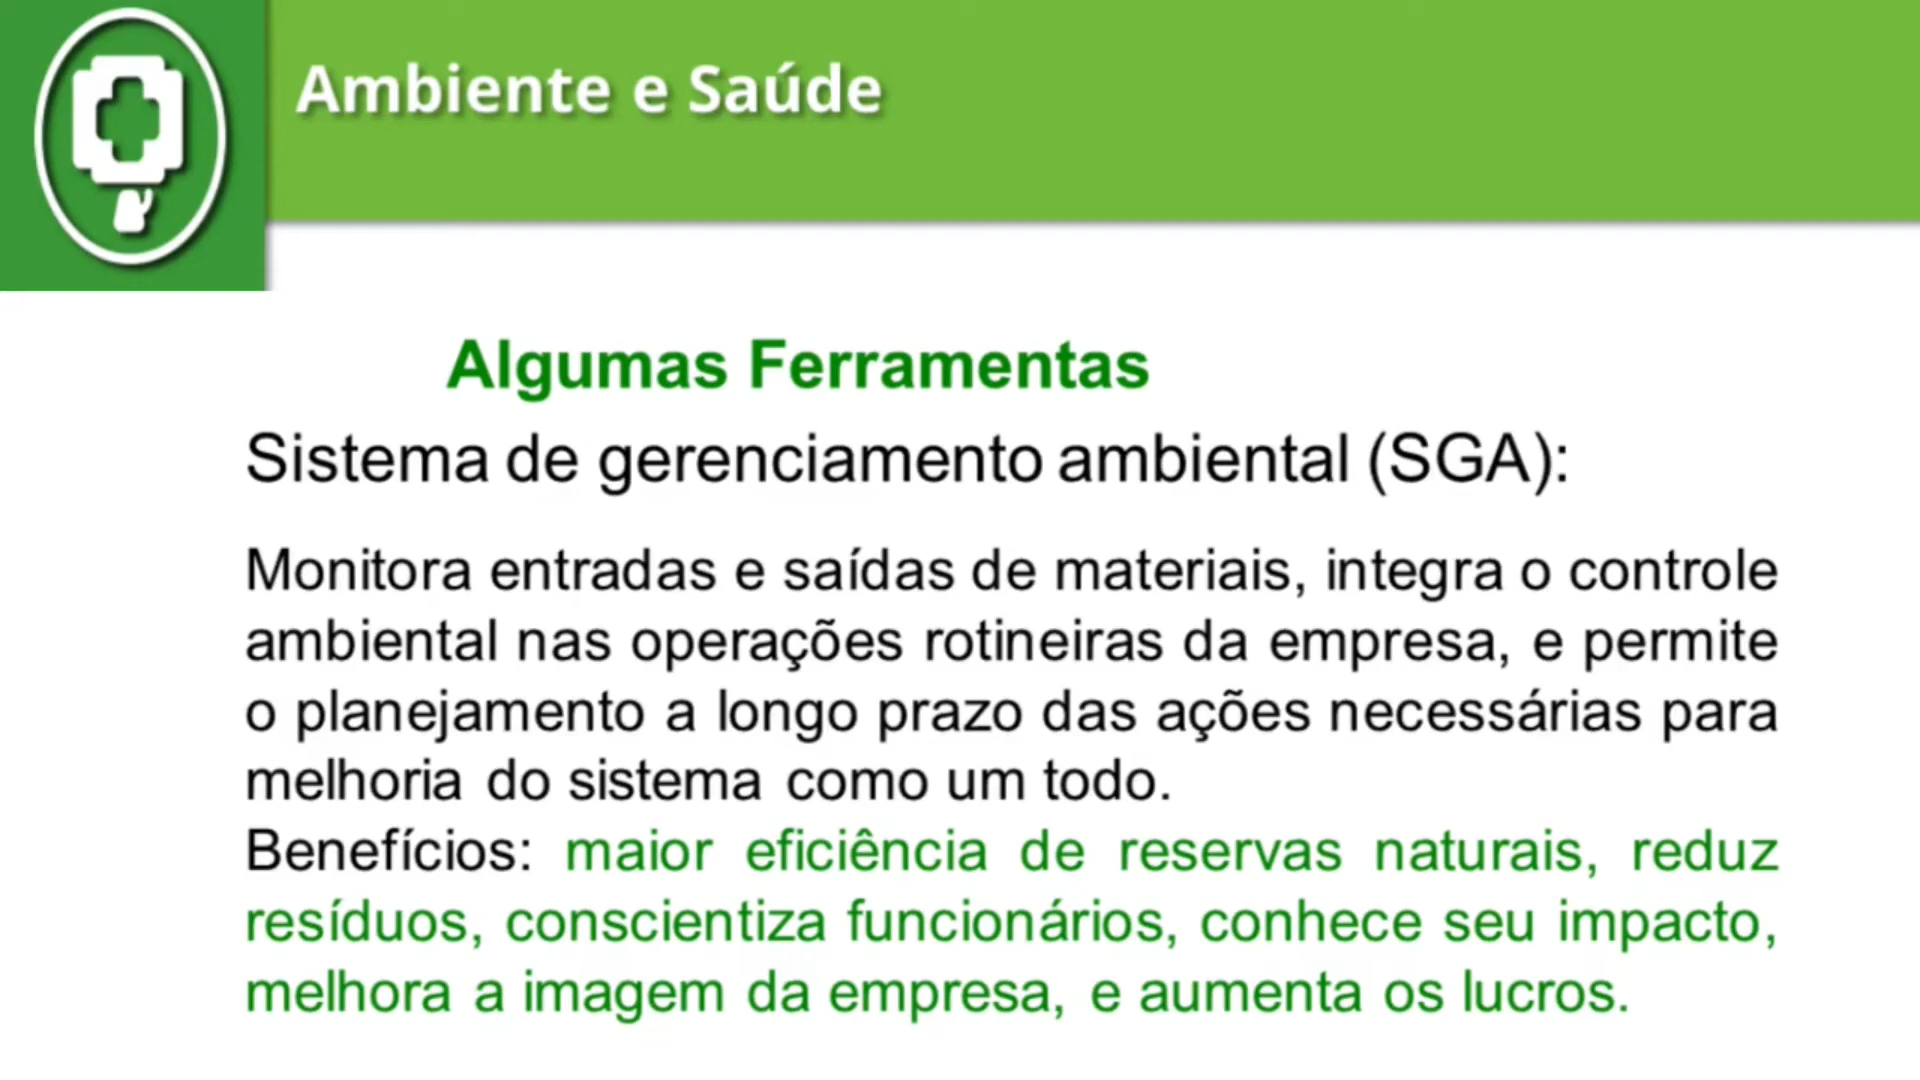 Ambiente e Saúde
Algumas Ferramentas
Sistema de gerenciamento ambiental (SGA):
Monitora entradas e saídas de materiais, integra o controle
ambiental nas operações rotineiras da empresa, e permite
o planejamento a longo prazo das ações necessárias para
melhoria do sistema como um todo.
Benefícios: maior eficiência de reservas naturais, reduz
resíduos, conscientiza funcionários, conhece seu impacto,
melhora a imagem da empresa, e aumenta os lucros.